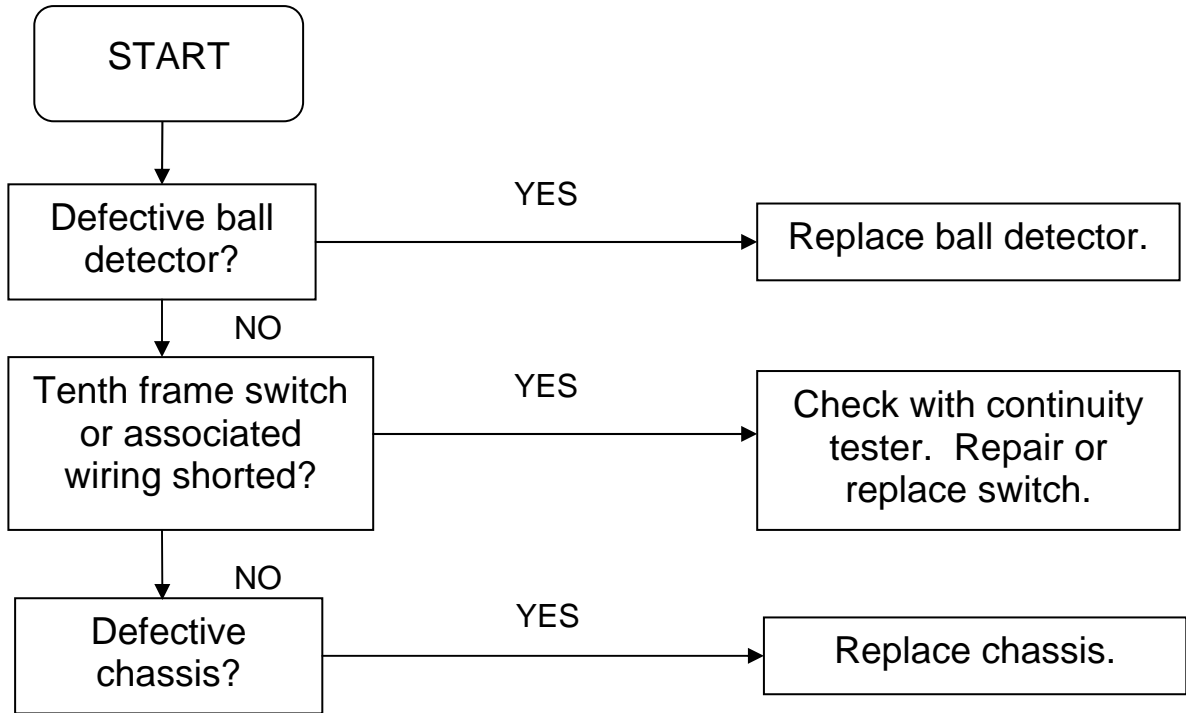 START
Defective ball
detector?
YES
Replace ball detector.
NO
Tenth frame switch
or associated
wiring shorted?
YES
Check with continuity
tester.  Repair or
replace switch.
NO
Defective
chassis?
YES
Replace chassis.